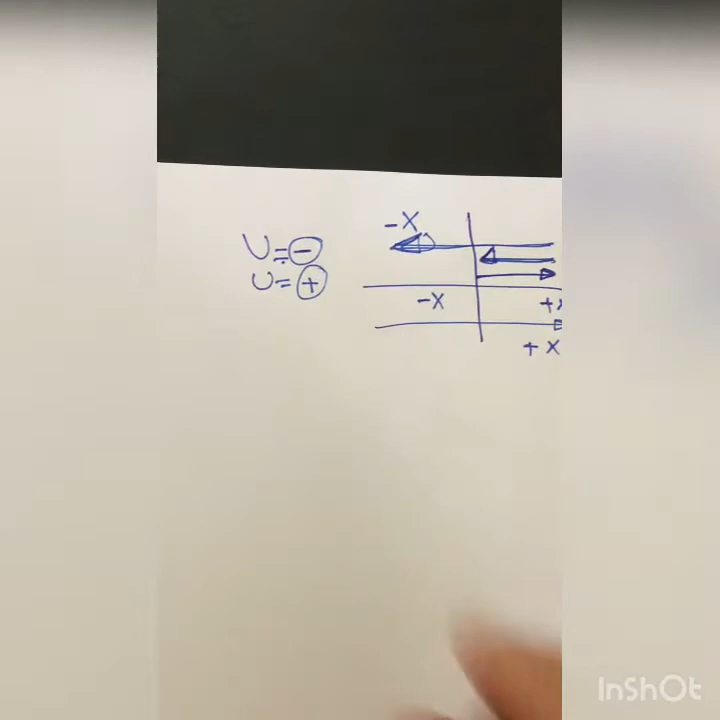 -X
U = -
U = +
-X
+X
+X
InShOt